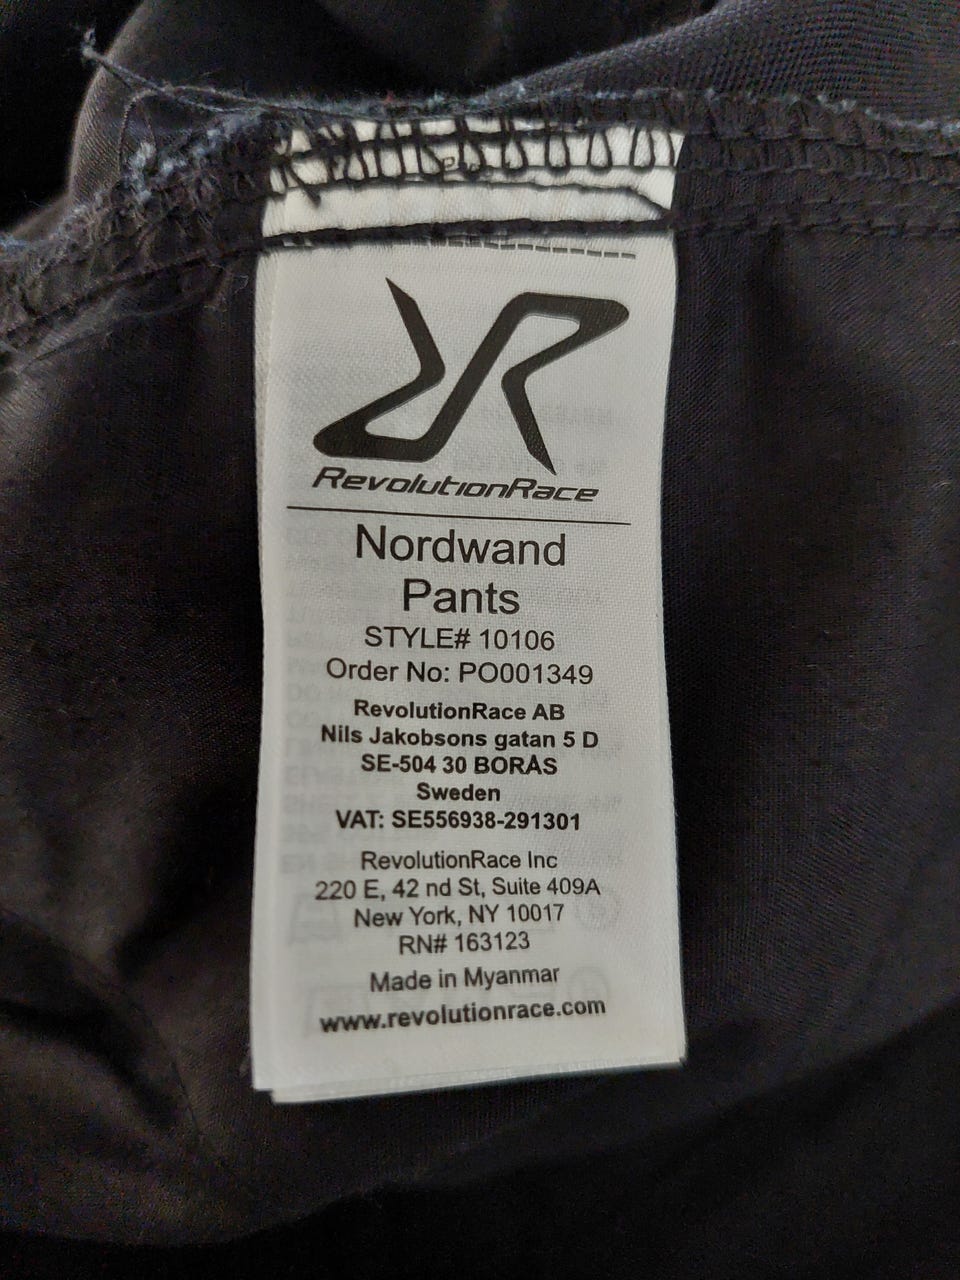 RevolutionRace
Nordwand
Pants
STYLE# 10106
Order No: PO001349
RevolutionRace AB
Nils Jakobsons gatan 5 D
SE-504 30 BORÅS
Sweden
VAT: SE556938-291301
RevolutionRace Inc
220 E, 42 nd St, Suite 409A
New York, NY 10017
RN# 163123
Made in Myanmar
www.revolutionrace.com